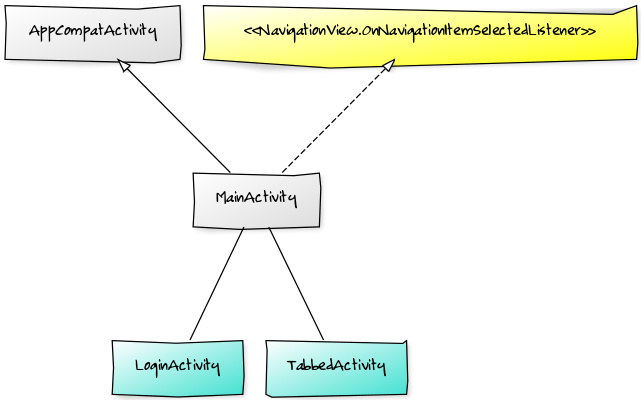 AppCompatActivity
<<NavigationView.OnNavigationItemSelectedListener>>
MainActivity
LoginActivity
TabbedActivity